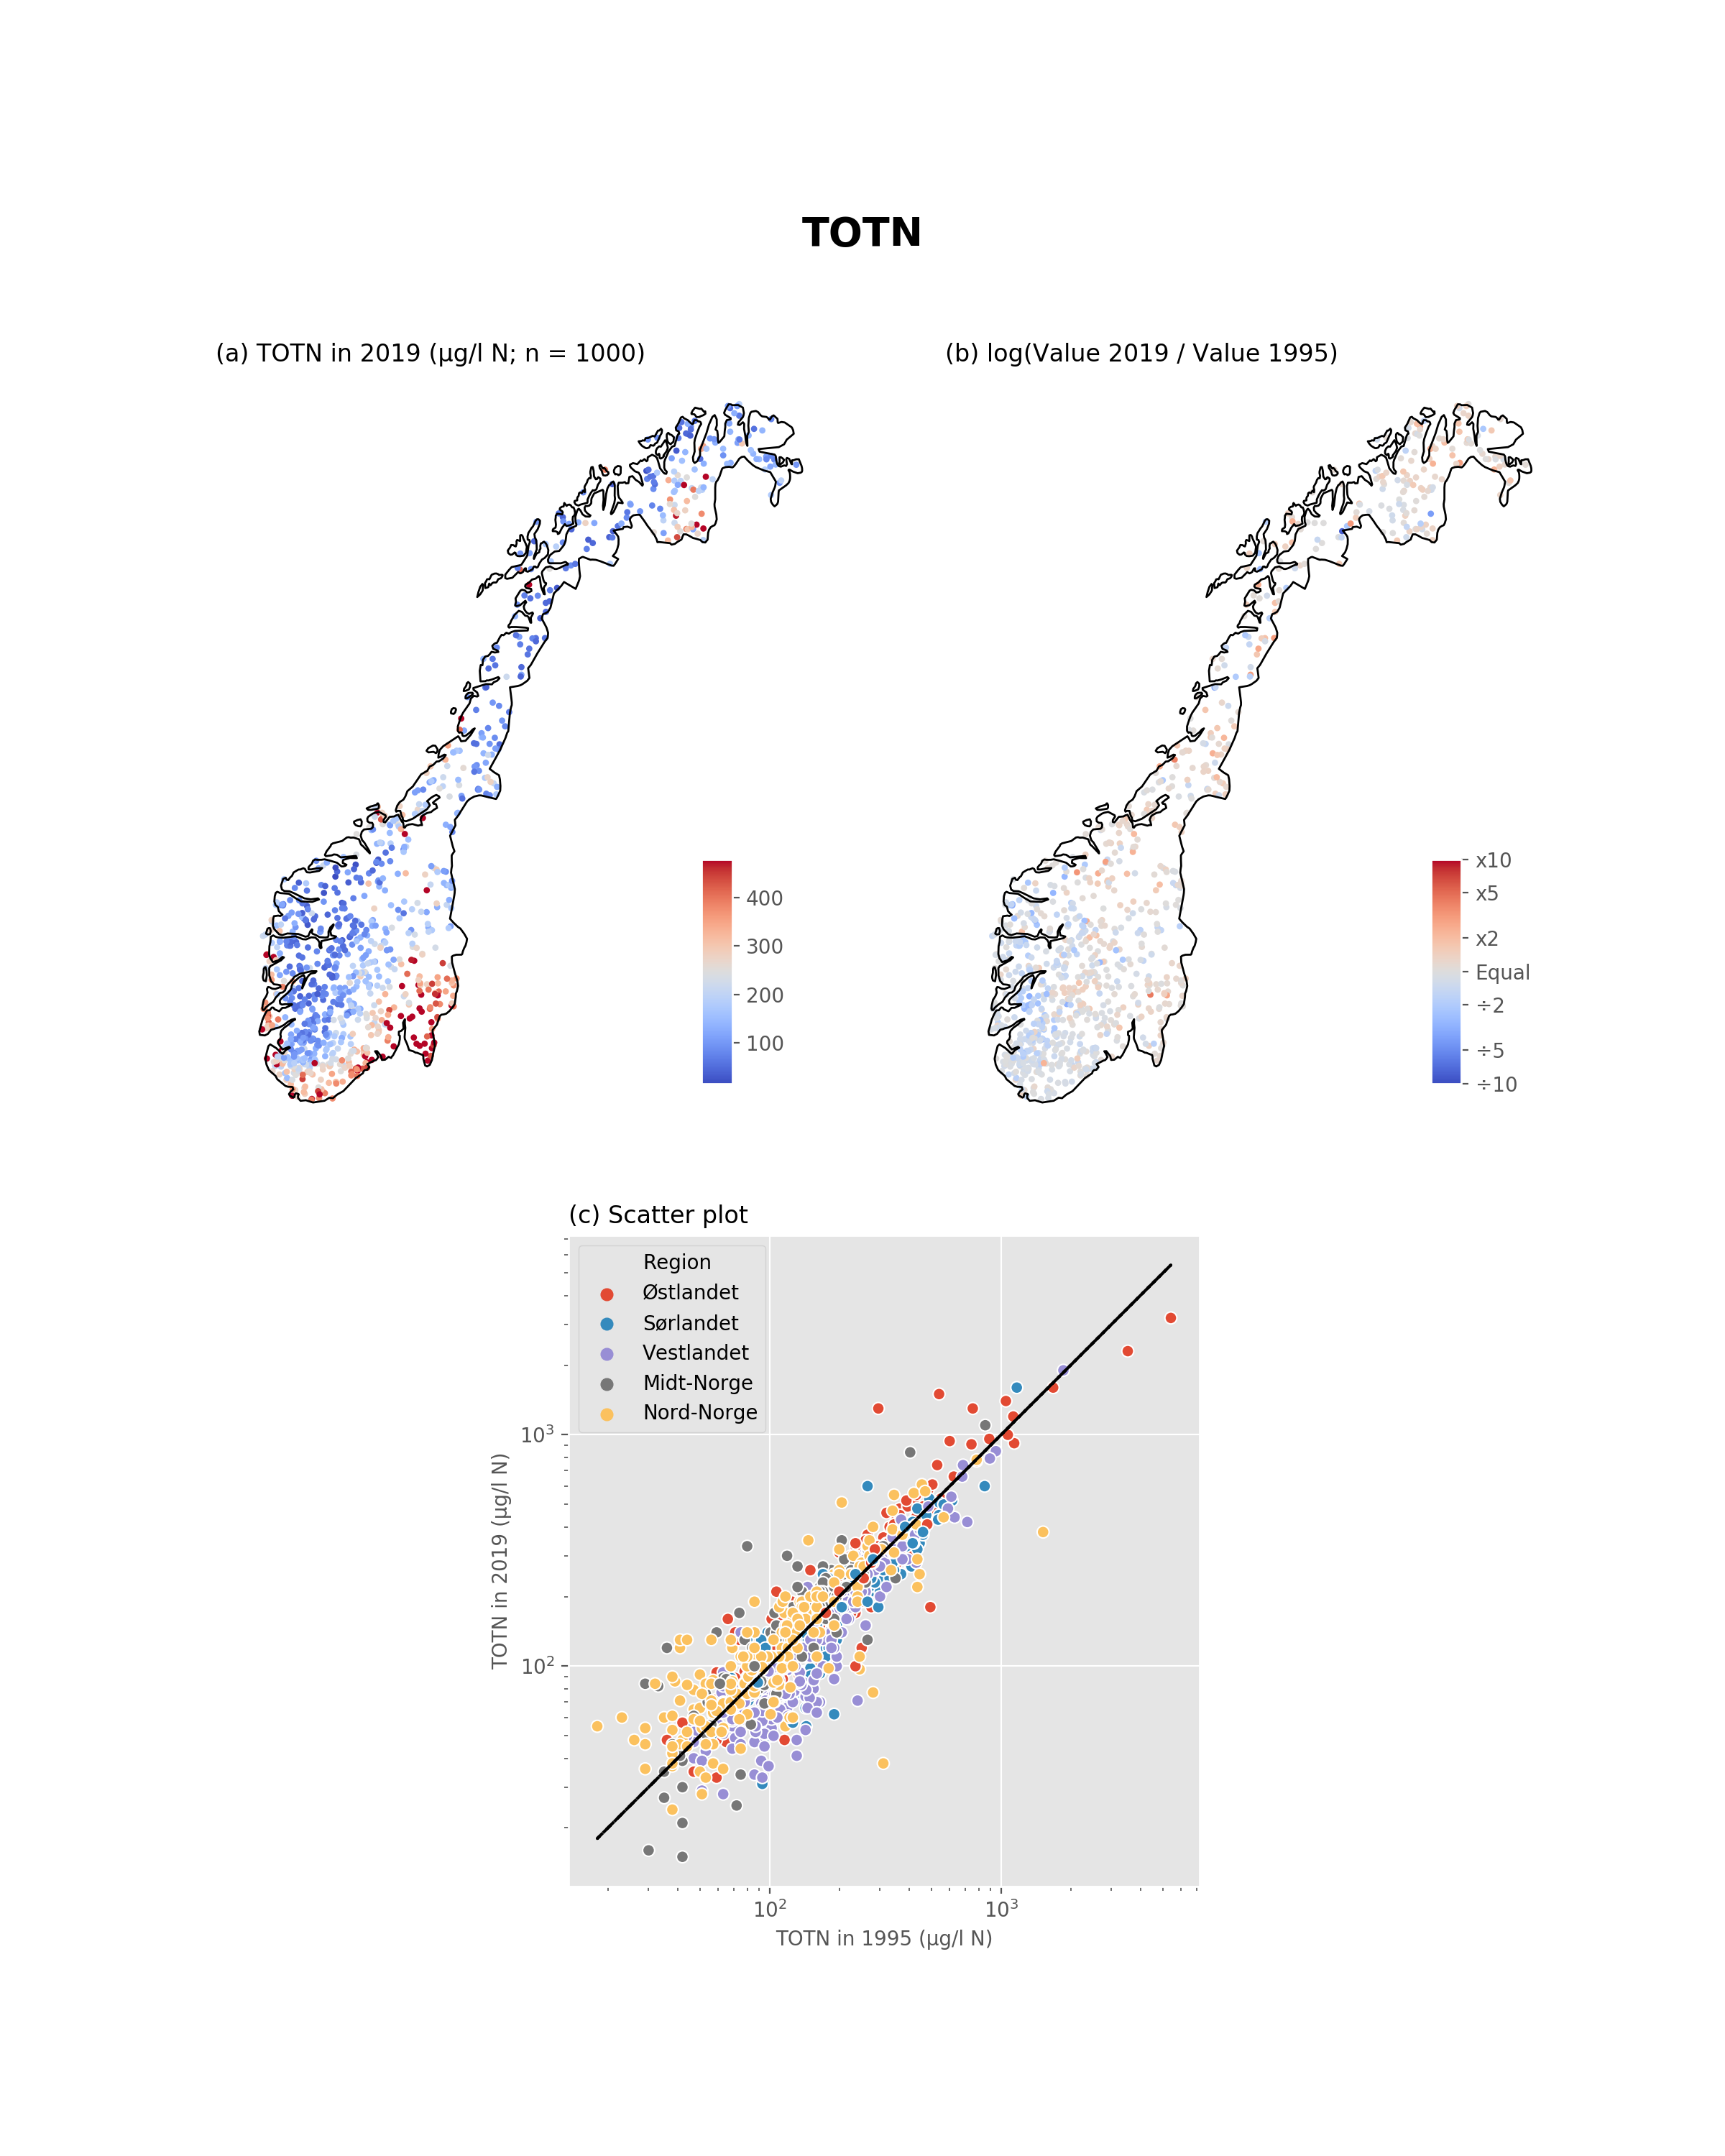 TOTN
(a) TOTN in 2019 (µg/l N; n = 1000)
(b) log(Value 2019 / Value 1995)
400
300
200
100
x10
x5
x2
Equal
÷2
÷5
÷10
(c) Scatter plot
Region
Østlandet
Sørlandet
Vestlandet
Midt-Norge
Nord-Norge
10³
10²
TOTN in 2019 (µg/l N)
10²
10³
TOTN in 1995 (µg/l N)